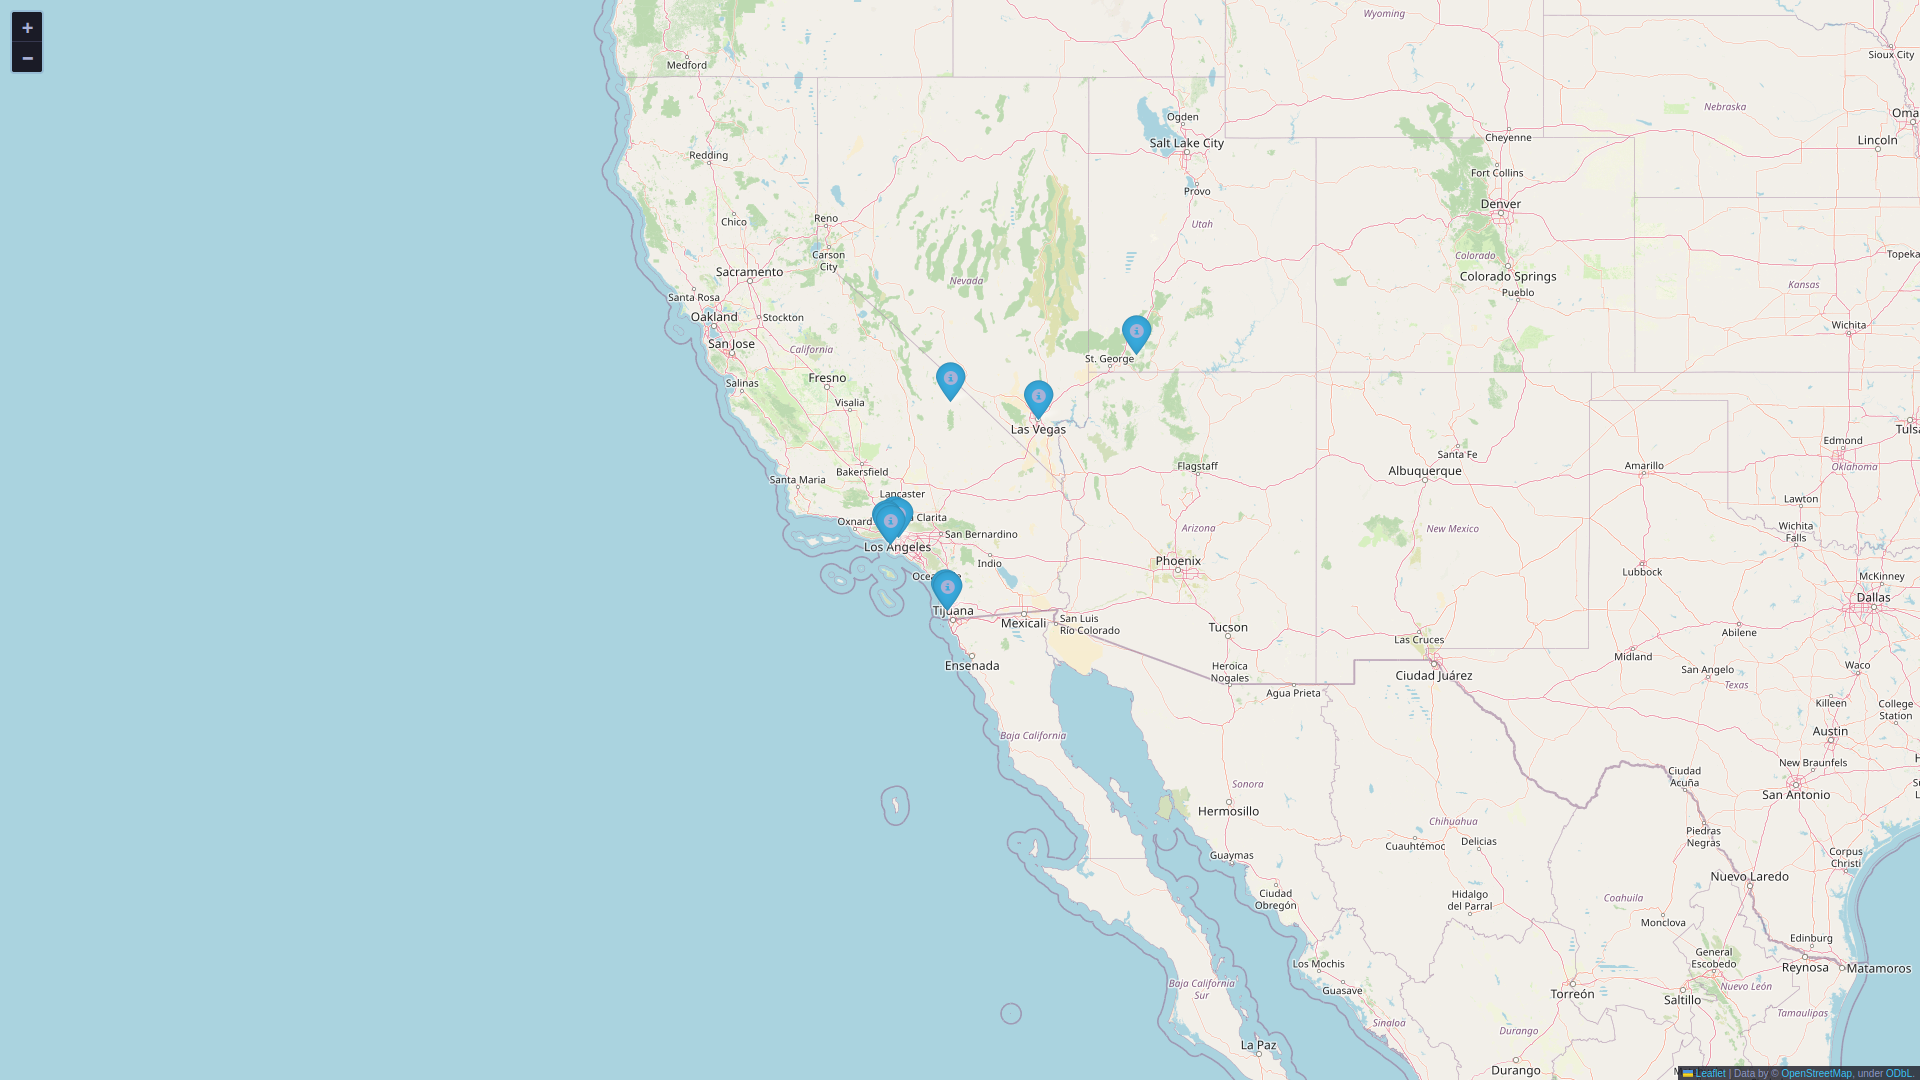 +
−
Wyoming
Sioux City
Medford
Nebraska
Ogden
Oma
Cheyenne
Lincoln
Salt Lake City
Redding
Fort Collins
Provo
Denver
Chico
Reno
Utah
Carson
City
Colorado
Topeka
Sacramento
Colorado Springs
Nevada
Kansas
Santa Rosa
Pueblo
Oakland
Stockton
Wichita
San Jose
California
St. George
Fresno
Salinas
Visalia
Las Vegas
Tulsa
Edmond
Santa Fe
Flagstaff
Amarillo
Oklahoma
Bakersfield
Albuquerque
Santa Maria
Lancaster
Lawton
Oxnard
Clarita
Arizona
New Mexico
Wichita
Falls
San Bernardino
Los Angeles
Indio
Phoenix
Lubbock
McKinney
Dallas
Tijuana
Mexicali
San Luis
Río Colorado
Tucson
Las Cruces
Abilene
Midland
Ensenada
Heroica
Nogales
Ciudad Juárez
San Angelo
Waco
Texas
Agua Prieta
Killeen
College
Station
Baja California
Austin
New Braunfels
Ciudad
Acuña
Sonora
San Antonio
Hermosillo
Chihuahua
Piedras
Negras
Cuauhtémoc
Delicias
Guaymas
Corpus
Christi
Nuevo Laredo
Ciudad
Obregón
Hidalgo
del Parral
Coahuila
Monclova
Edinburg
General
Escobedo
Los Mochis
Reynosa
Matamoros
Baja California
Sur
Guasave
Torreón
Saltillo
Nuevo León
Tamaulipas
Sinaloa
Durango
La Paz
Durango
Leaflet | Data by © OpenStreetMap, under ODbL.